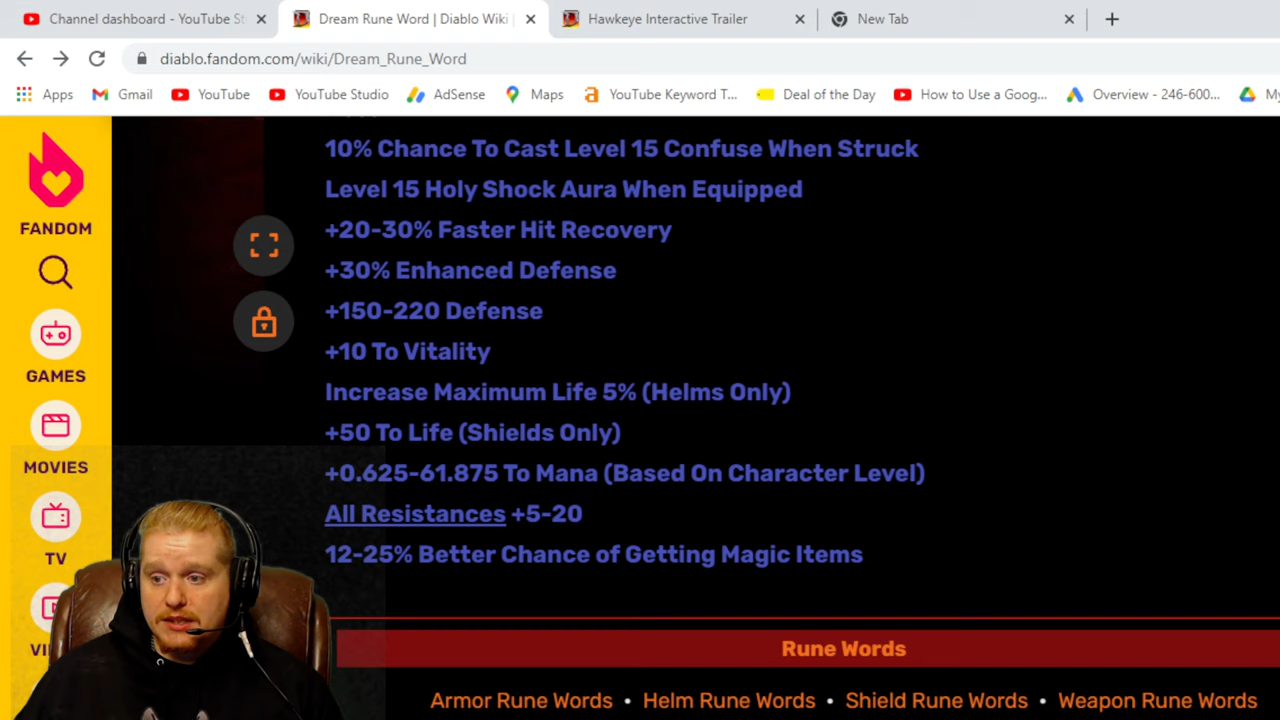 Channel dashboard - YouTube St
Dream Rune Word | Diablo Wiki |
Hawkeye Interactive Trailer
New Tab
diablo.fandom.com/wiki/Dream_Rune_Word
Apps
Gmail
YouTube
YouTube Studio
AdSense
Maps
YouTube Keyword T...
Deal of the Day
How to Use a Goog...
Overview - 246-600...
My
FANDOM
GAMES
MOVIES
TV
VI
10% Chance To Cast Level 15 Confuse When Struck
Level 15 Holy Shock Aura When Equipped
+20-30% Faster Hit Recovery
+30% Enhanced Defense
+150-220 Defense
+10 To Vitality
Increase Maximum Life 5% (Helms Only)
+50 To Life (Shields Only)
+0.625-61.875 To Mana (Based On Character Level)
All Resistances +5-20
12-25% Better Chance of Getting Magic Items
Rune Words
Armor Rune Words • Helm Rune Words • Shield Rune Words • Weapon Rune Words